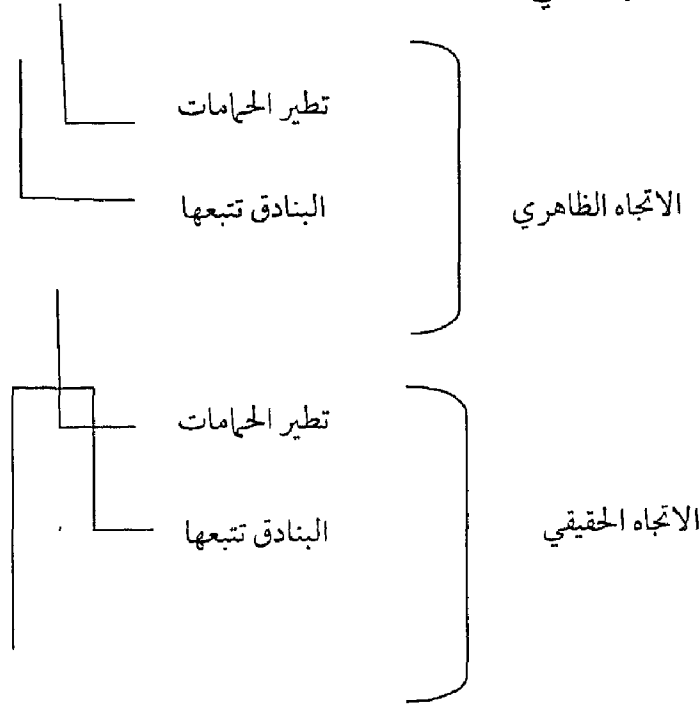 تطير الحمامات
البنادق تتبعها
الاتجاه الظاهري
تطير الحمامات
البنادق تتبعها
الاتجاه الحقيقي